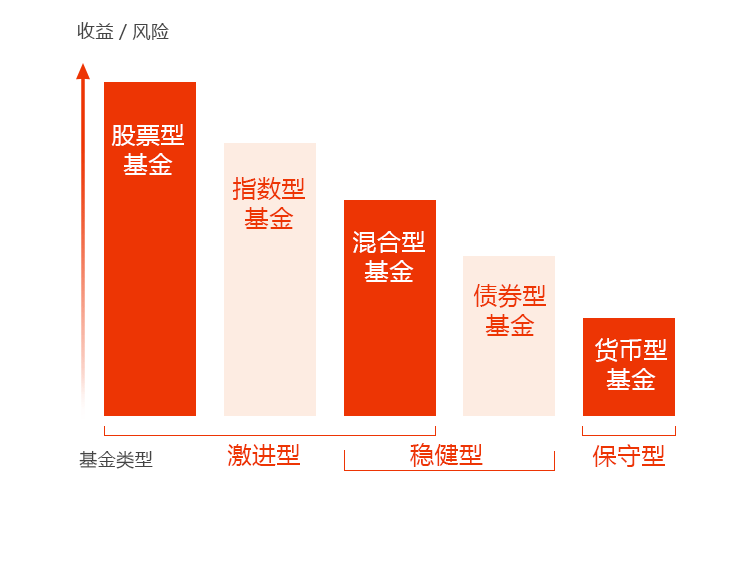 收益 / 风险
股票型
基金
指数型
基金
混合型
基金
债券型
基金
货币型
基金
基金类型
激进型
稳健型
保守型